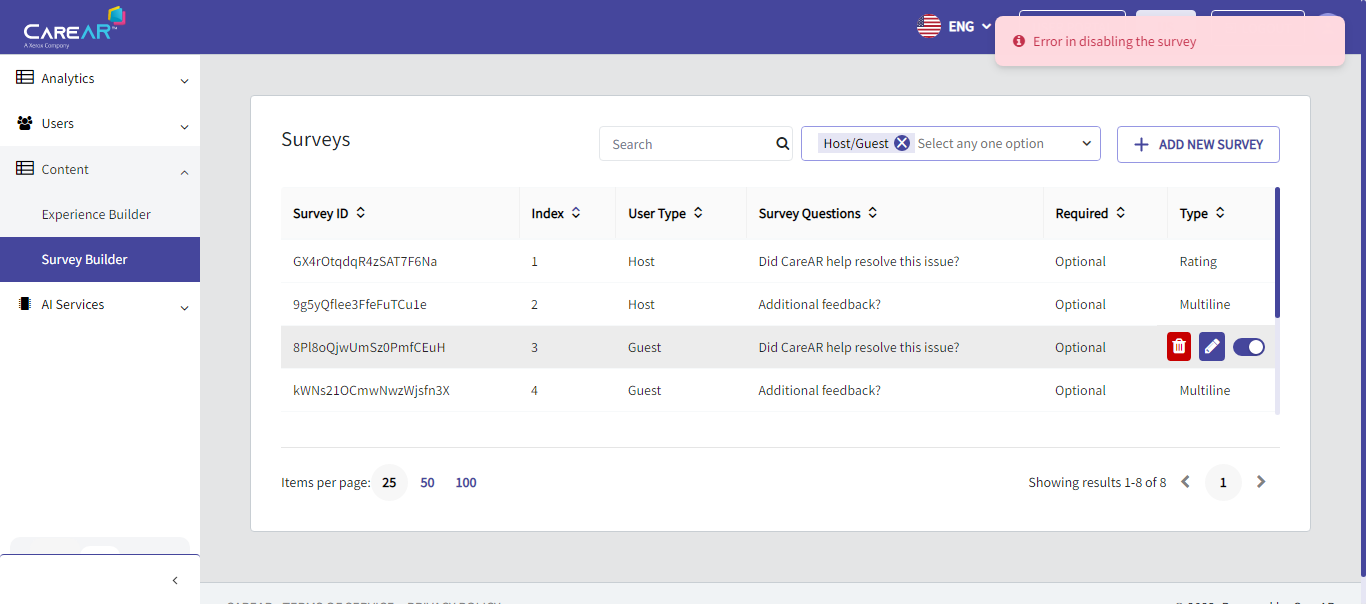 CAREAR™
A Xerox Company
ENG
Error in disabling the survey
Analytics
Users
Content
Experience Builder
Survey Builder
AI Services
Surveys
Search
Host/Guest Select any one option
ADD NEW SURVEY
Survey ID Index User Type Survey Questions Required Type
GX4rOtqdqR4zSAT7F6Na 1 Host Did CareAR help resolve this issue? Optional Rating
9g5yQflee3FfeFuTCu1e 2 Host Additional feedback? Optional Multiline
8Pl8oQjwUmSz0PmfCEuH 3 Guest Did CareAR help resolve this issue? Optional
kWNs21OCmwNwzWjsfn3X 4 Guest Additional feedback? Optional Multiline
Items per page: 25 50 100
Showing results 1-8 of 8 1